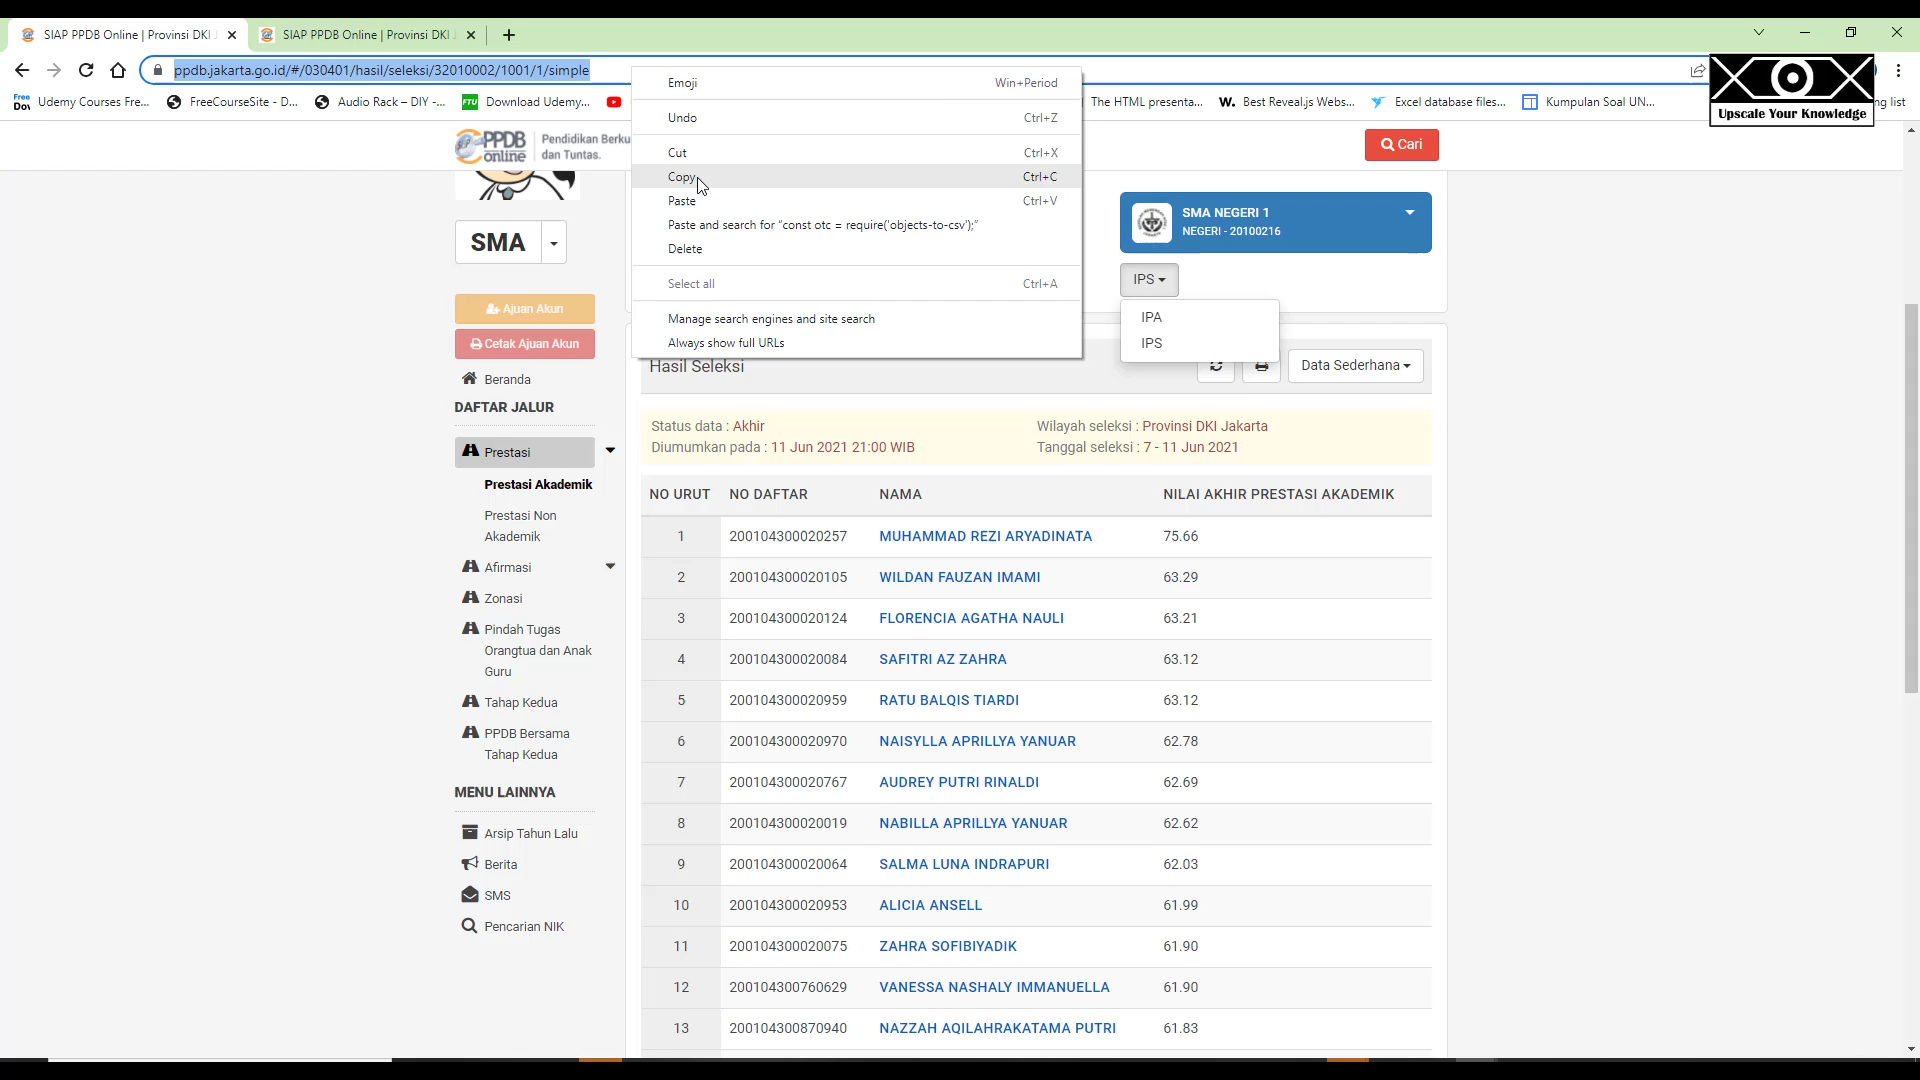 SIAP PPDB Online | Provinsi DKI J
SIAP PPDB Online | Provinsi DKI J
ppdb.jakarta.go.id/#/030401/hasil/seleksi/32010002/1001/1/simple
Free
Dov
Udemy Courses Fre...
FreeCourseSite - D...
Audio Rack – DIY -...
FTU
Download Udemy...
The HTML presenta...
W.
Best Reveal.js Webs...
Excel database files...
Kumpulan Soal UN...
ng list
Upscale Your Knowledge
Emoji Win+Period
Undo Ctrl+Z
Cut Ctrl+X
Copy Ctrl+C
Paste Ctrl+V
Paste and search for “const otc = require('objects-to-csv');”
Delete
Select all Ctrl+A
Manage search engines and site search
Always show full URLs
PPDB
online
Pendidikan Berku
dan Tuntas.
Cari
SMA
SMA NEGERI 1
NEGERI - 20100216
IPS
IPA
IPS
Ajuan Akun
Cetak Ajuan Akun
Beranda
DAFTAR JALUR
Prestasi
Prestasi Akademik
Prestasi Non
Akademik
Afirmasi
Zonasi
Pindah Tugas
Orangtua dan Anak
Guru
Tahap Kedua
PPDB Bersama
Tahap Kedua
MENU LAINNYA
Arsip Tahun Lalu
Berita
SMS
Pencarian NIK
Hasil Seleksi
Data Sederhana
Status data : Akhir
Diumumkan pada : 11 Jun 2021 21:00 WIB
Wilayah seleksi : Provinsi DKI Jakarta
Tanggal seleksi : 7 - 11 Jun 2021
NO URUT NO DAFTAR NAMA NILAI AKHIR PRESTASI AKADEMIK
1 200104300020257 MUHAMMAD REZI ARYADINATA 75.66
2 200104300020105 WILDAN FAUZAN IMAMI 63.29
3 200104300020124 FLORENCIA AGATHA NAULI 63.21
4 200104300020084 SAFITRI AZ ZAHRA 63.12
5 200104300020959 RATU BALQIS TIARDI 63.12
6 200104300020970 NAISYLLA APRILLYA YANUAR 62.78
7 200104300020767 AUDREY PUTRI RINALDI 62.69
8 200104300020019 NABILLA APRILLYA YANUAR 62.62
9 200104300020064 SALMA LUNA INDRAPURI 62.03
10 200104300020953 ALICIA ANSELL 61.99
11 200104300020075 ZAHRA SOFIBIYADIK 61.90
12 200104300760629 VANESSA NASHALY IMMANUELLA 61.90
13 200104300870940 NAZZAH AQILAHRAKATAMA PUTRI 61.83